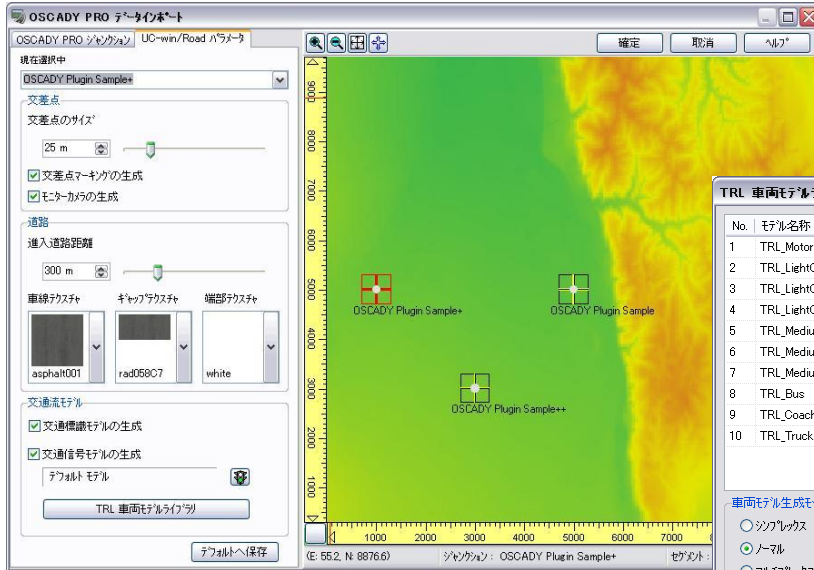 OSCADY PRO データインポート
OSCADY PRO ジャンクション UC-win/Road パラメータ
現在選択中
OSCADY Plugin Sample+
交差点
交差点のサイズ
25 m
交差点マーキングの生成
モニターカメラの生成
道路
進入道路距離
300 m
車線テクスチャ ギャップテクスチャ 端部テクスチャ
asphalt001 rad058C7 white
交通流モデル
交通標識モデルの生成
交通信号モデルの生成
デフォルト モデル
TRL 車両モデルライブラリ
デフォルトへ保存
確定 取消 ヘルプ
9000
8000
7000
6000
5000
4000
3000
2000
1000
OSCADY Plugin Sample+
OSCADY Plugin Sample
OSCADY Plugin Sample++
1000 2000 3000 4000 5000 6000 7000
(E: 55.2, N: 8876.6) ジャンクション : OSCADY Plugin Sample+ セグメント :
TRL 車両モデルラ
No. モデル名称
1 TRL_Motor
2 TRL_LightC
3 TRL_LightC
4 TRL_LightC
5 TRL_Mediu
6 TRL_Mediu
7 TRL_Mediu
8 TRL_Bus
9 TRL_Coach
10 TRL_Truck
車両モデル生成モー
シンプレックス
ノーマル